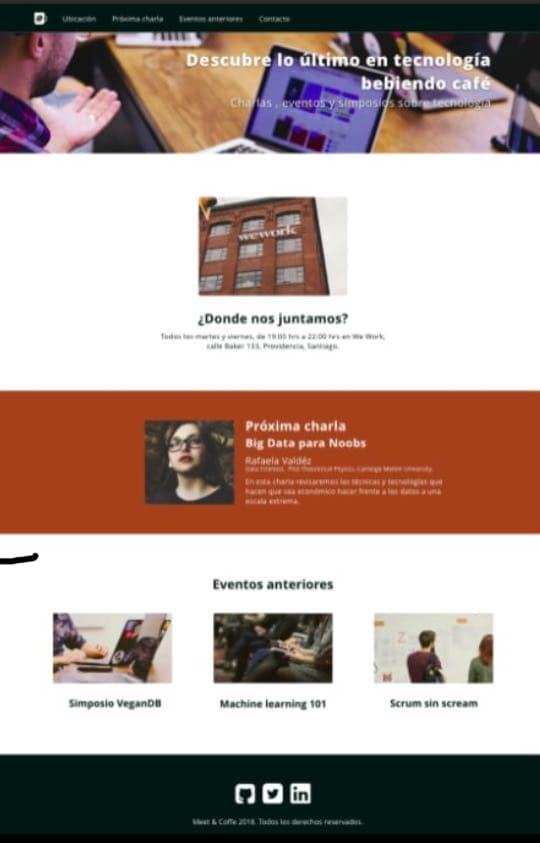 Ubicación Próxima charla Eventos anteriores Contacto
Descubre lo último en tecnología
bebiendo café
Charlas , eventos y simposios sobre tecnología
wework
¿Donde nos juntamos?
Todos los martes y viernes, de 19:00 hrs a 22:00 hrs en We Work,
calle Baker 133, Providencia, Santiago.
Próxima charla
Big Data para Noobs
Rafaela Valdéz
Data Scientist, Phd Theoretical Physics, Carnegie Mellon University.
En esta charla revisaremos las técnicas y tecnologías que
hacen que sea económico hacer frente a los datos a una
escala extrema.
Eventos anteriores
Simposio VeganDB
Machine learning 101
Scrum sin scream
Meet & Coffe 2018. Todos los derechos reservados.